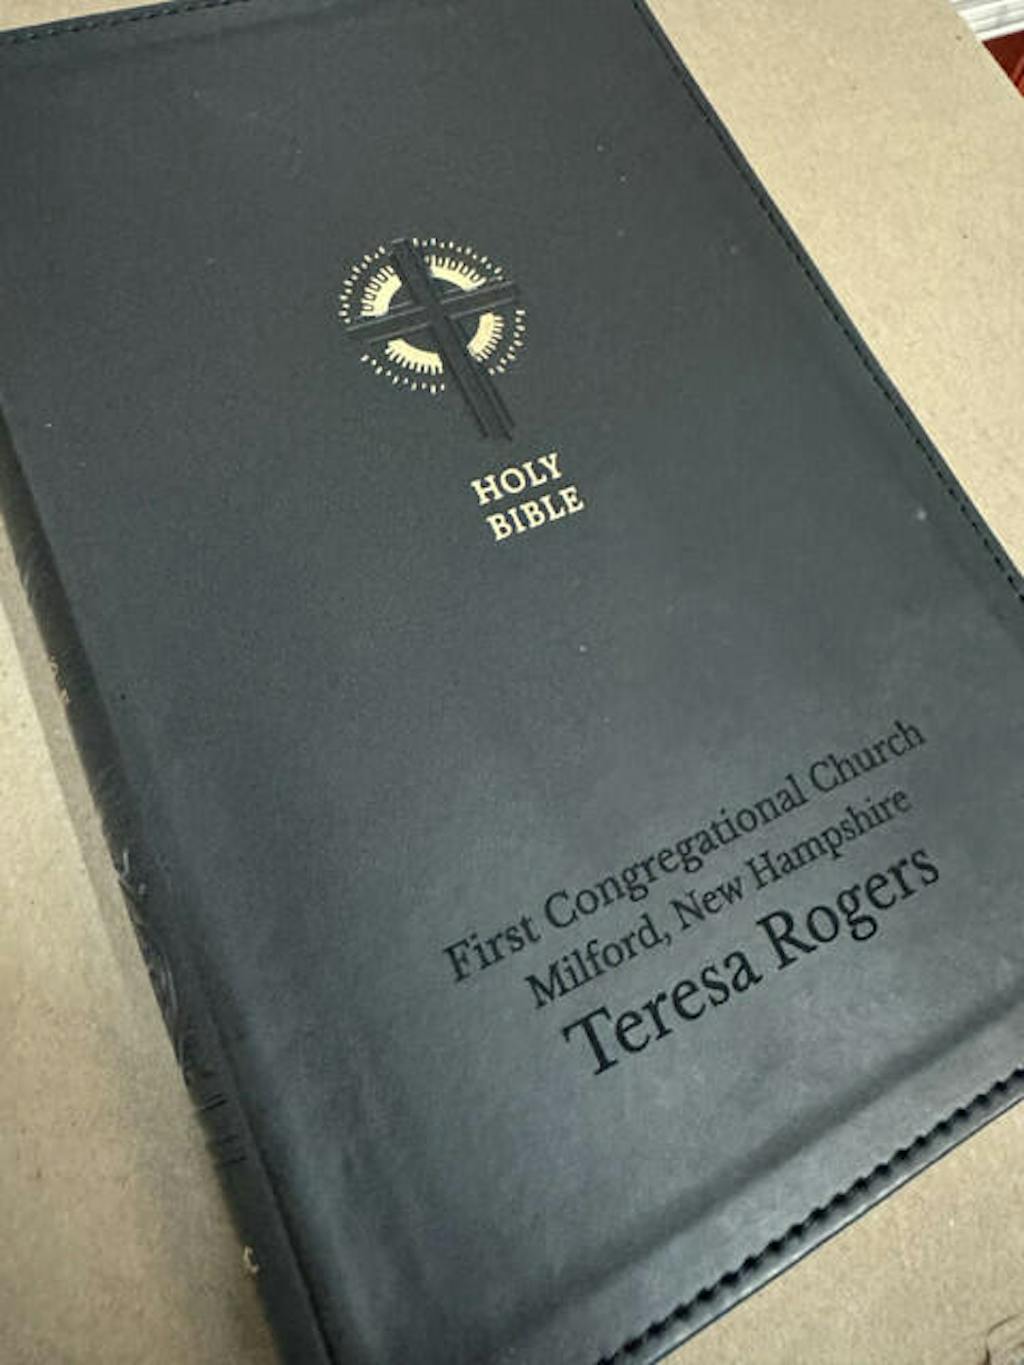 HOLY
BIBLE
First Congregational Church
Milford, New Hampshire
Teresa Rogers